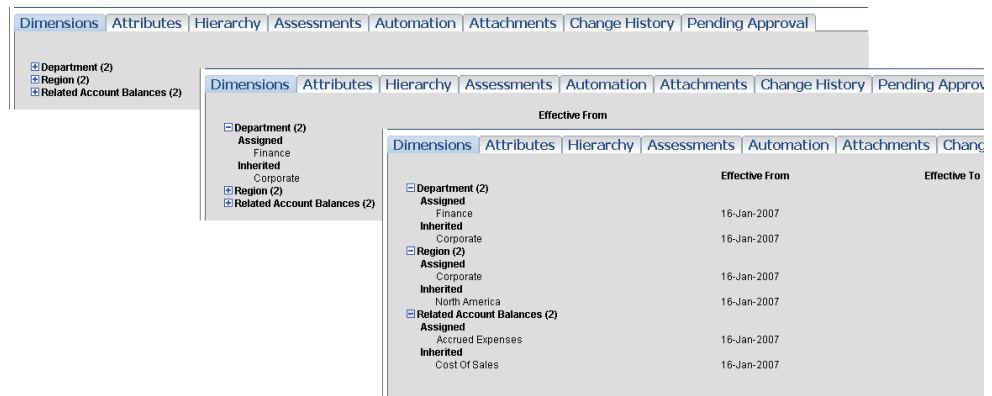 Dimensions Attributes Hierarchy Assessments Automation Attachments Change History Pending Approval
Department (2)
Region (2)
Related Account Balances (2)
Dimensions Attributes Hierarchy Assessments Automation Attachments Change History Pending Approv
Effective From
Department (2)
Assigned
Finance
Inherited
Corporate
Region (2)
Related Account Balances (2)
Dimensions Attributes Hierarchy Assessments Automation Attachments Chang
Effective From Effective To
Department (2)
Assigned
Finance 16-Jan-2007
Inherited
Corporate 16-Jan-2007
Region (2)
Assigned
Corporate 16-Jan-2007
Inherited
North America 16-Jan-2007
Related Account Balances (2)
Assigned
Accrued Expenses 16-Jan-2007
Inherited
Cost Of Sales 16-Jan-2007